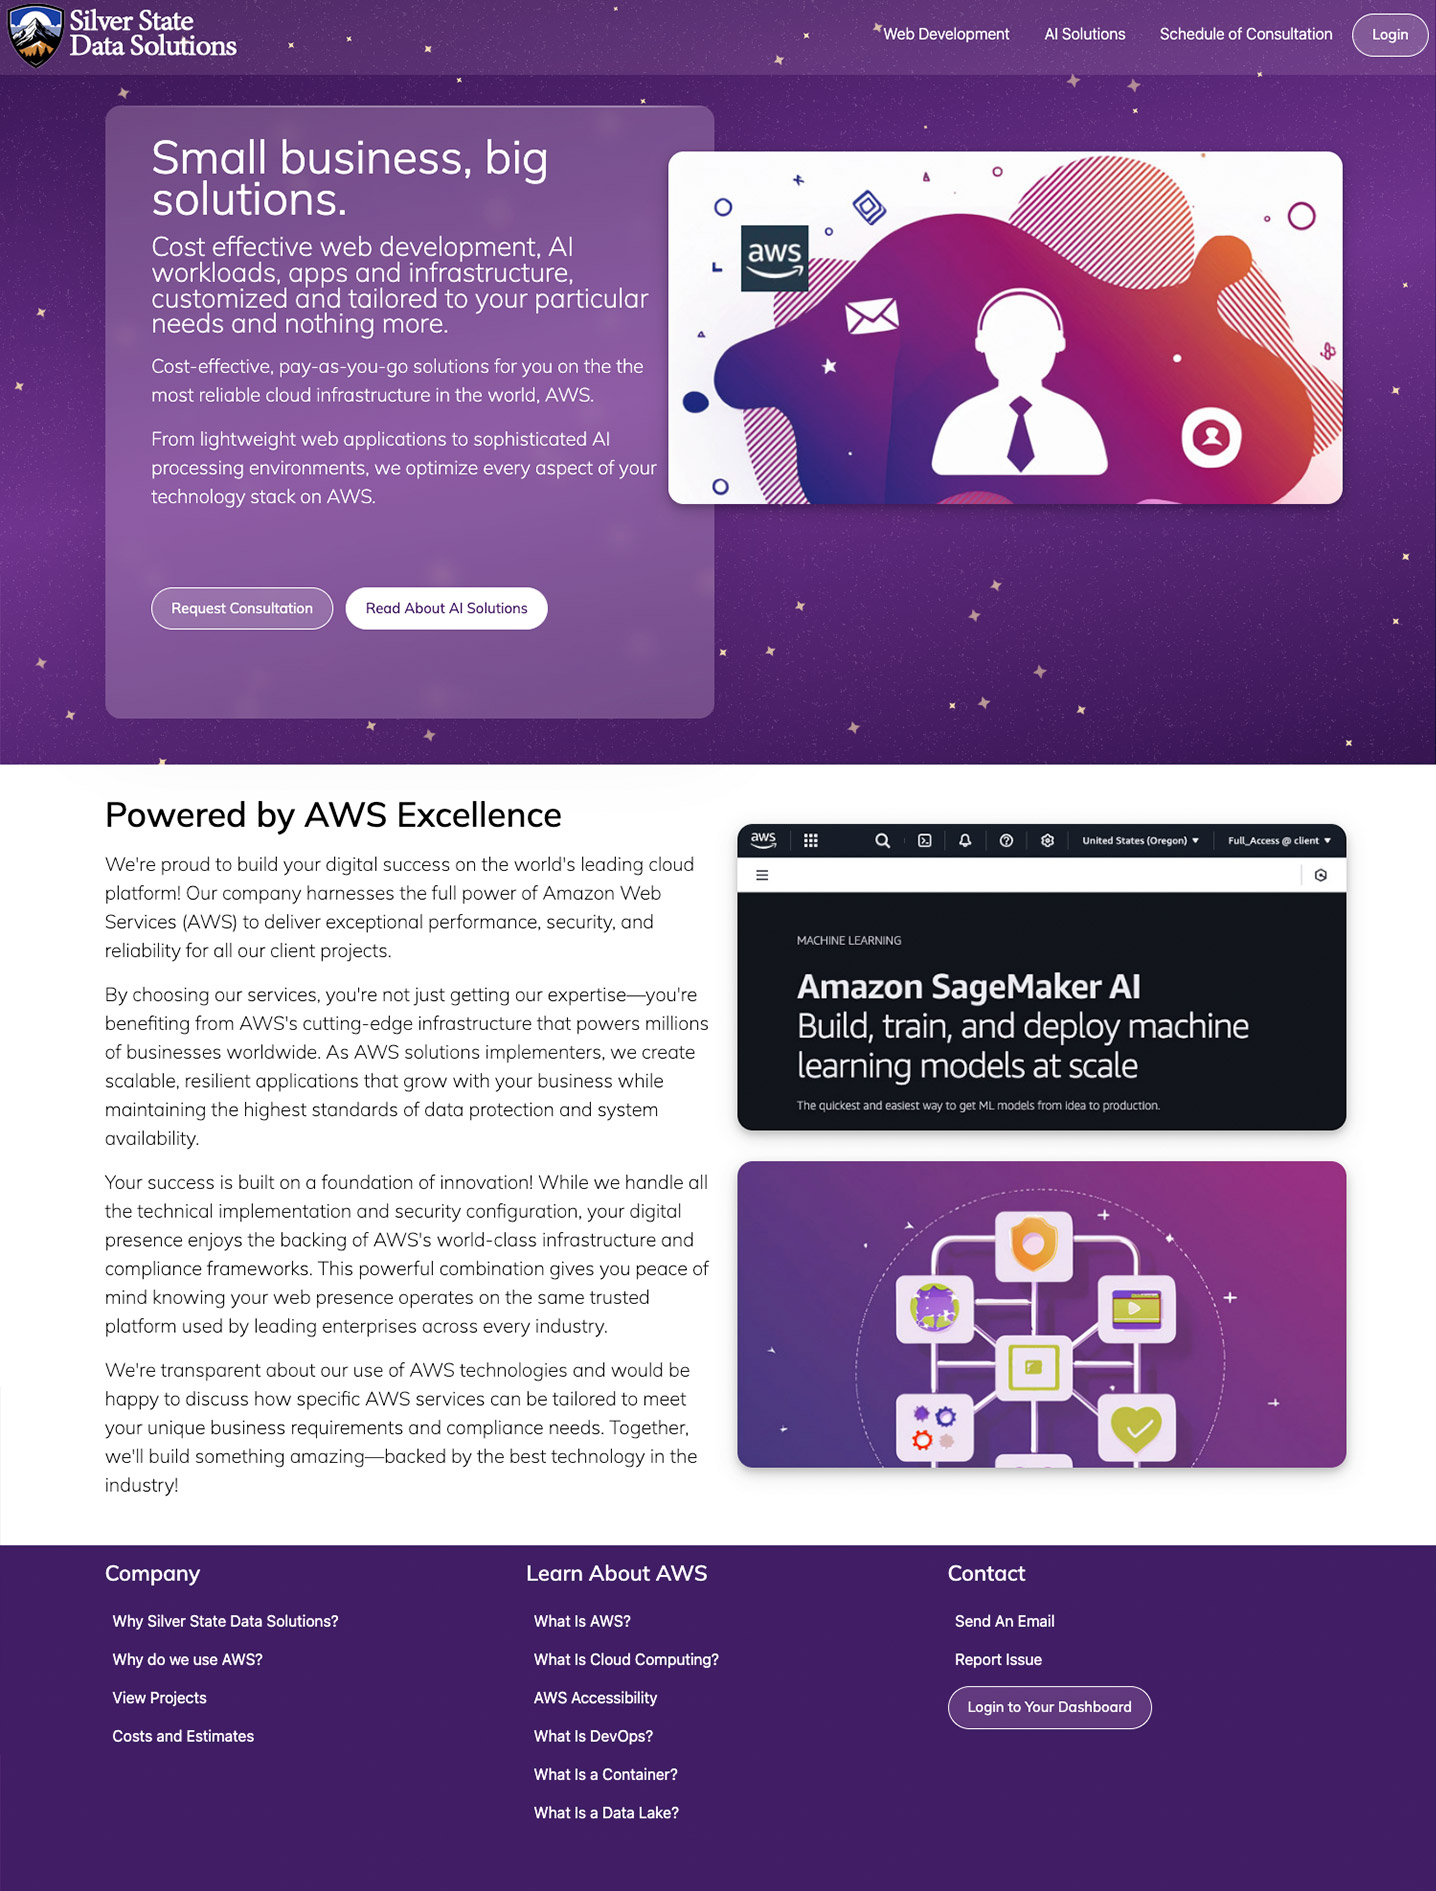 Silver State
Data Solutions
Web Development
AI Solutions
Schedule of Consultation
Login
Small business, big
solutions.
Cost effective web development, AI
workloads, apps and infrastructure,
customized and tailored to your particular
needs and nothing more.
Cost-effective, pay-as-you-go solutions for you on the the
most reliable cloud infrastructure in the world, AWS.
From lightweight web applications to sophisticated AI
processing environments, we optimize every aspect of your
technology stack on AWS.
Request Consultation
Read About AI Solutions
aws
Powered by AWS Excellence
We're proud to build your digital success on the world's leading cloud
platform! Our company harnesses the full power of Amazon Web
Services (AWS) to deliver exceptional performance, security, and
reliability for all our client projects.
By choosing our services, you're not just getting our expertise—you're
benefiting from AWS's cutting-edge infrastructure that powers millions
of businesses worldwide. As AWS solutions implementers, we create
scalable, resilient applications that grow with your business while
maintaining the highest standards of data protection and system
availability.
Your success is built on a foundation of innovation! While we handle all
the technical implementation and security configuration, your digital
presence enjoys the backing of AWS's world-class infrastructure and
compliance frameworks. This powerful combination gives you peace of
mind knowing your web presence operates on the same trusted
platform used by leading enterprises across every industry.
We're transparent about our use of AWS technologies and would be
happy to discuss how specific AWS services can be tailored to meet
your unique business requirements and compliance needs. Together,
we'll build something amazing—backed by the best technology in the
industry!
aws
United States (Oregon)
Full_Access @ client
MACHINE LEARNING
Amazon SageMaker AI
Build, train, and deploy machine
learning models at scale
The quickest and easiest way to get ML models from idea to production.
Company
Why Silver State Data Solutions?
Why do we use AWS?
View Projects
Costs and Estimates
Learn About AWS
What Is AWS?
What Is Cloud Computing?
AWS Accessibility
What Is DevOps?
What Is a Container?
What Is a Data Lake?
Contact
Send An Email
Report Issue
Login to Your Dashboard